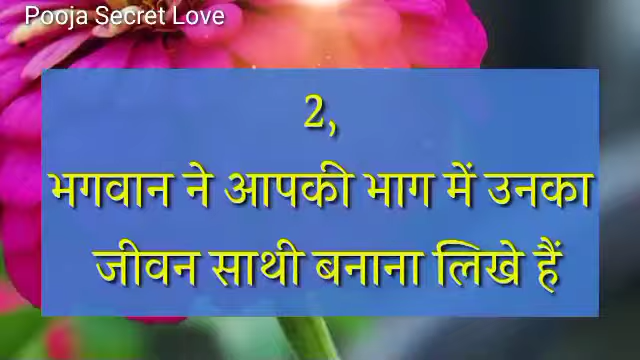 Pooja Secret Love
2,
भगवान ने आपकी भाग में उनका
जीवन साथी बनाना लिखे हैं